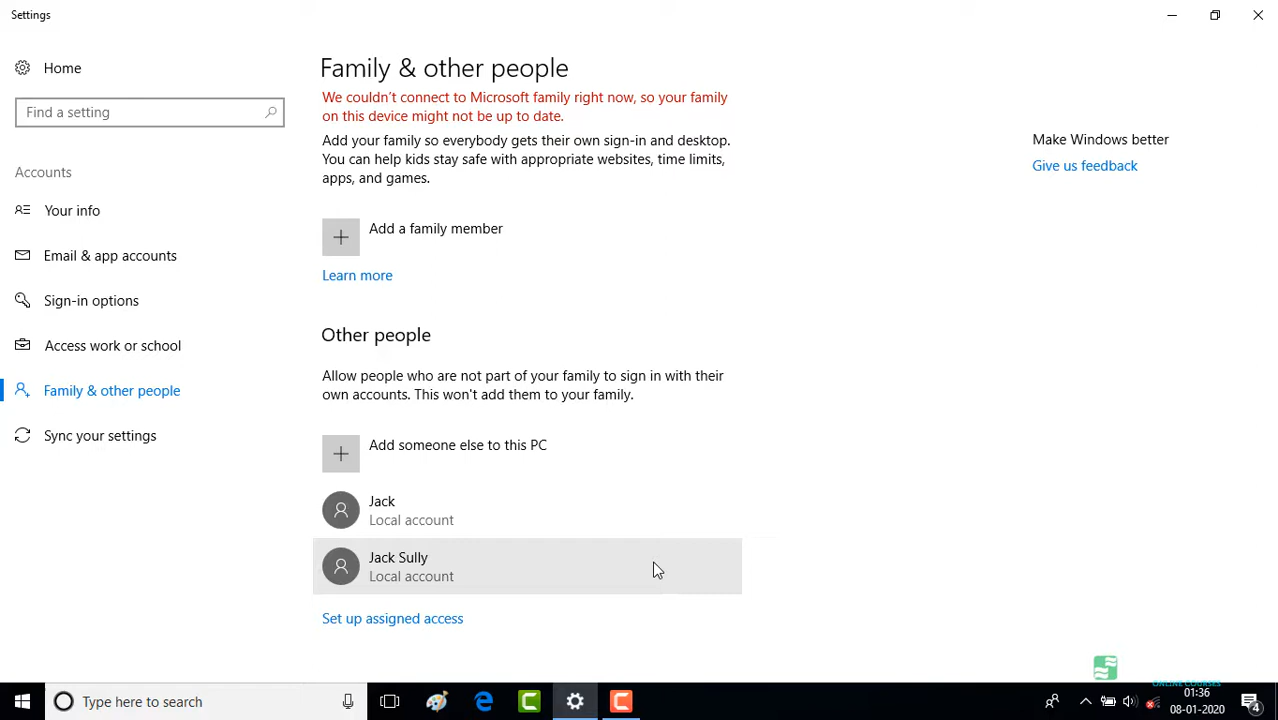 Settings
Home
Find a setting
Accounts
Your info
Email & app accounts
Sign-in options
Access work or school
Family & other people
Sync your settings
Family & other people
We couldn't connect to Microsoft family right now, so your family
on this device might not be up to date.
Add your family so everybody gets their own sign-in and desktop.
You can help kids stay safe with appropriate websites, time limits,
apps, and games.
Add a family member
Learn more
Other people
Allow people who are not part of your family to sign in with their
own accounts. This won't add them to your family.
Add someone else to this PC
Jack
Local account
Jack Sully
Local account
Set up assigned access
Make Windows better
Give us feedback
Type here to search
ONLINE COURSES
01:36
08-01-2020
4